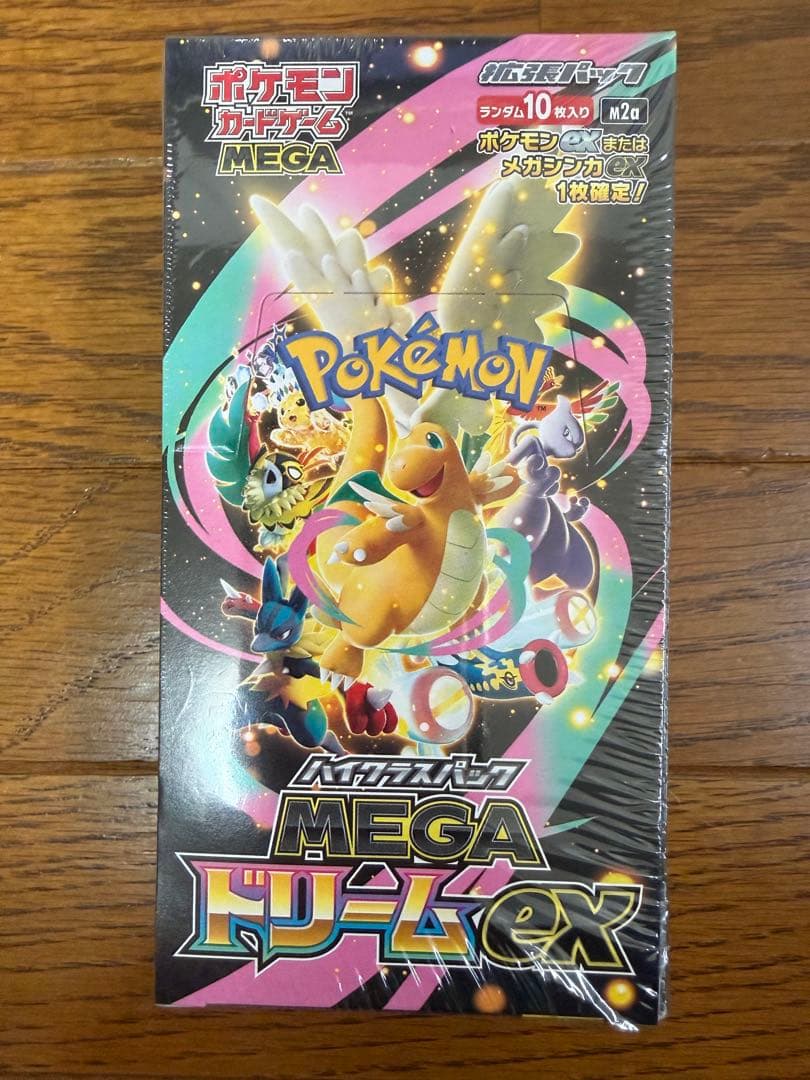 ポケモン
カードゲーム
MEGA
拡張パック
ランダム10枚入り M2a
ポケモンexまたは
メガシンカex
1枚確定!
POKéMON
TM
ハイクラスパック
MEGA
ドリームex